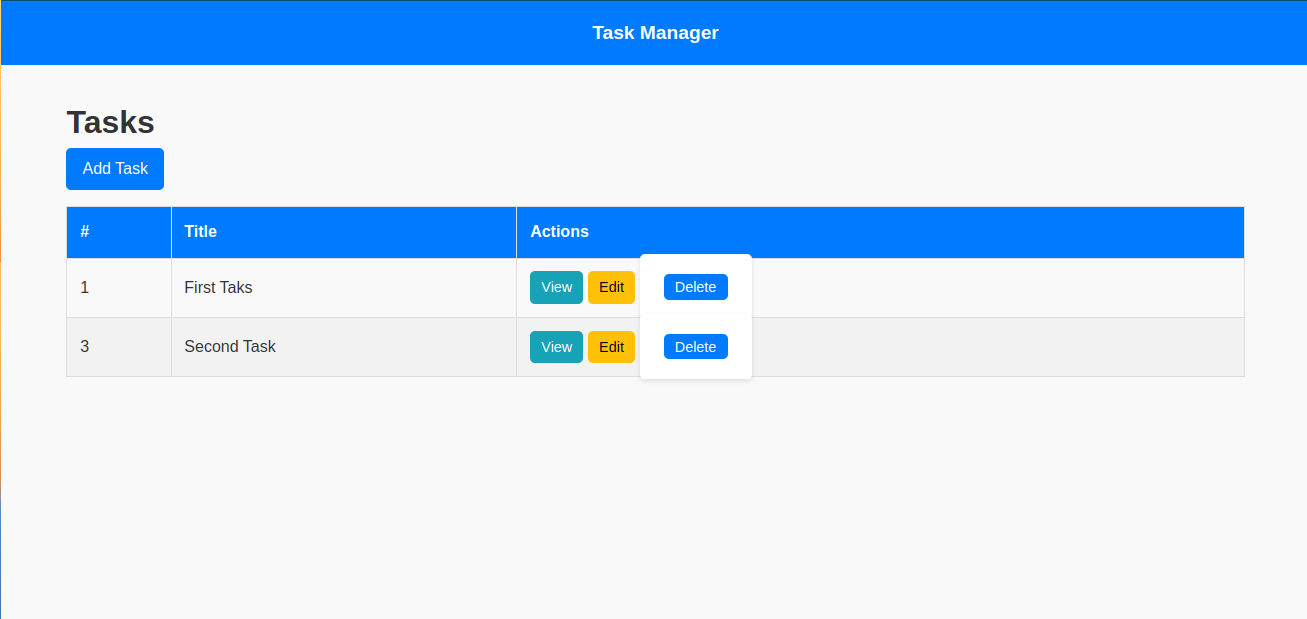 Task Manager
Tasks
Add Task
# Title Actions
1 First Taks View Edit Delete
3 Second Task View Edit Delete